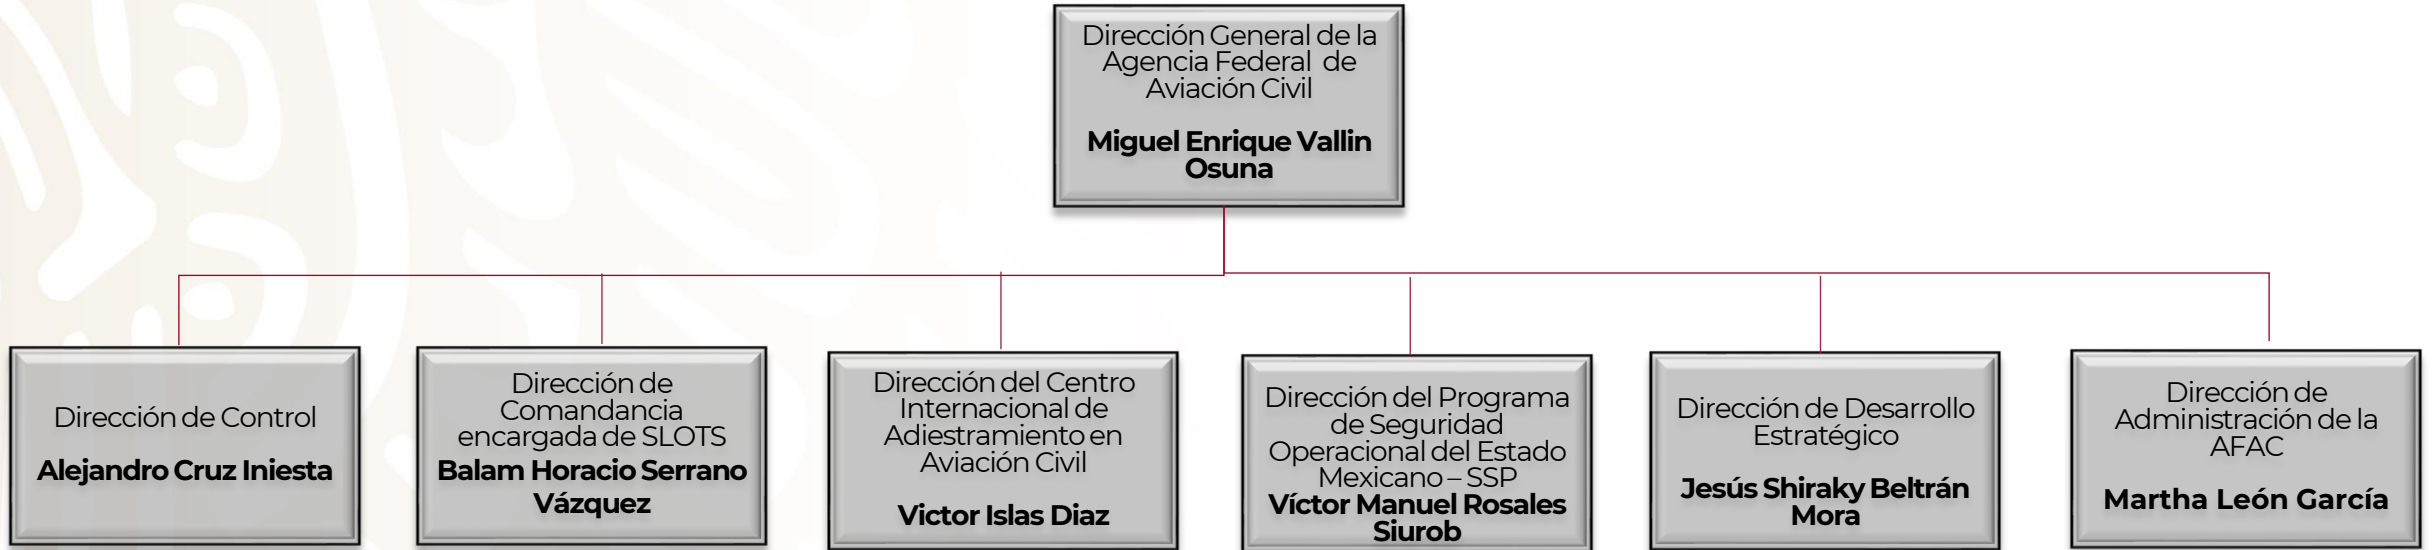 Dirección General de la
Agencia Federal de
Aviación Civil
Miguel Enrique Vallin
Osuna
Dirección de Control
Alejandro Cruz Iniesta
Dirección de
Comandancia
encargada de SLOTS
Balam Horacio Serrano
Vázquez
Dirección del Centro
Internacional de
Adiestramiento en
Aviación Civil
Victor Islas Diaz
Dirección del Programa
de Seguridad
Operacional del Estado
Mexicano – SSP
Víctor Manuel Rosales
Siurob
Dirección de Desarrollo
Estratégico
Jesús Shiraky Beltrán
Mora
Dirección de
Administración de la
AFAC
Martha León García